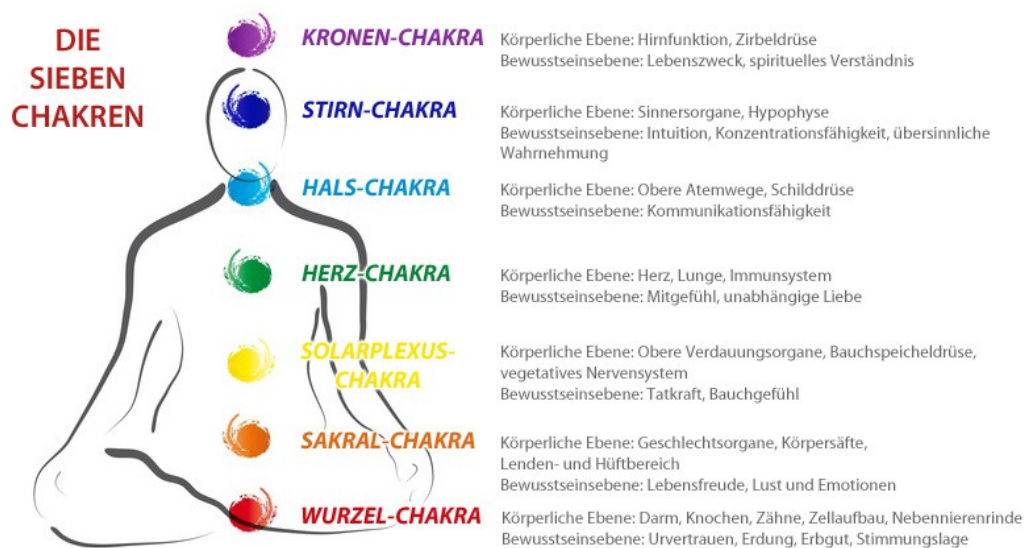 DIE
SIEBEN
CHAKREN
KRONEN-CHAKRA
Körperliche Ebene: Hirnfunktion, Zirbeldrüse
Bewusstseinsebene: Lebenszweck, spirituelles Verständnis
STIRN-CHAKRA
Körperliche Ebene: Sinnersorgane, Hypophyse
Bewusstseinsebene: Intuition, Konzentrationsfähigkeit, übersinnliche
Wahrnehmung
HALS-CHAKRA
Körperliche Ebene: Obere Atemwege, Schilddrüse
Bewusstseinsebene: Kommunikationsfähigkeit
HERZ-CHAKRA
Körperliche Ebene: Herz, Lunge, Immunsystem
Bewusstseinsebene: Mitgefühl, unabhängige Liebe
SOLARPLEXUS-
CHAKRA
Körperliche Ebene: Obere Verdauungsorgane, Bauchspeicheldrüse,
vegetatives Nervensystem
Bewusstseinsebene: Tatkraft, Bauchgefühl
SAKRAL-CHAKRA
Körperliche Ebene: Geschlechtsorgane, Körpersäfte,
Lenden- und Hüftbereich
Bewusstseinsebene: Lebensfreude, Lust und Emotionen
WURZEL-CHAKRA
Körperliche Ebene: Darm, Knochen, Zähne, Zellaufbau, Nebennierenrinde
Bewusstseinsebene: Urvertrauen, Erdung, Erbgut, Stimmungslage